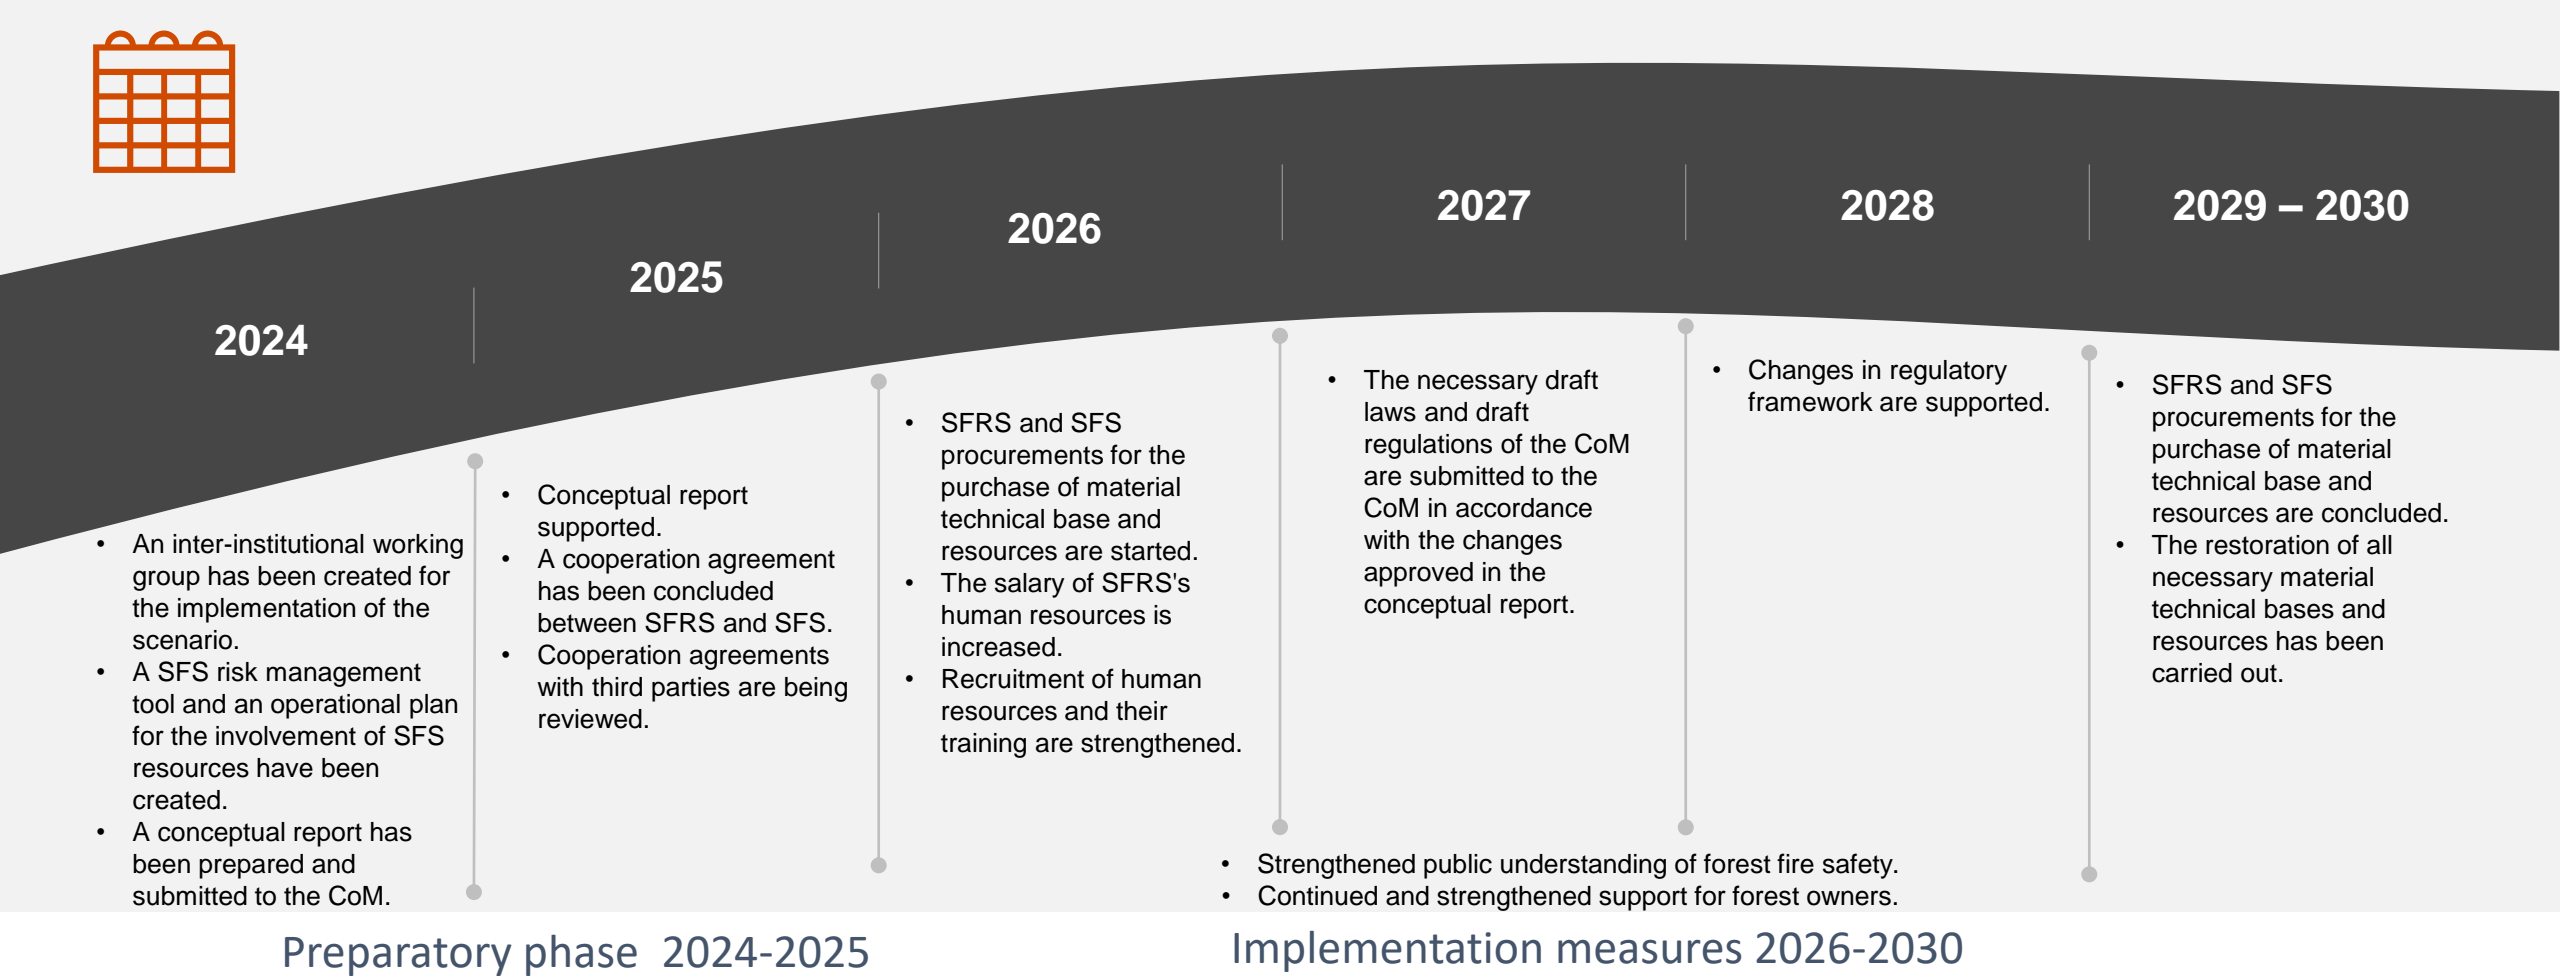 2024
2025
2026
2027
2028
2029 – 2030
• An inter-institutional working
group has been created for
the implementation of the
scenario.
• A SFS risk management
tool and an operational plan
for the involvement of SFS
resources have been
created.
• A conceptual report has
been prepared and
submitted to the CoM.
• Conceptual report
supported.
• A cooperation agreement
has been concluded
between SFRS and SFS.
• Cooperation agreements
with third parties are being
reviewed.
• SFRS and SFS
procurements for the
purchase of material
technical base and
resources are started.
• The salary of SFRS's
human resources is
increased.
• Recruitment of human
resources and their
training are strengthened.
• The necessary draft
laws and draft
regulations of the CoM
are submitted to the
CoM in accordance
with the changes
approved in the
conceptual report.
• Changes in regulatory
framework are supported.
• SFRS and SFS
procurements for the
purchase of material
technical base and
resources are concluded.
• The restoration of all
necessary material
technical bases and
resources has been
carried out.
• Strengthened public understanding of forest fire safety.
• Continued and strengthened support for forest owners.
Preparatory phase 2024-2025
Implementation measures 2026-2030